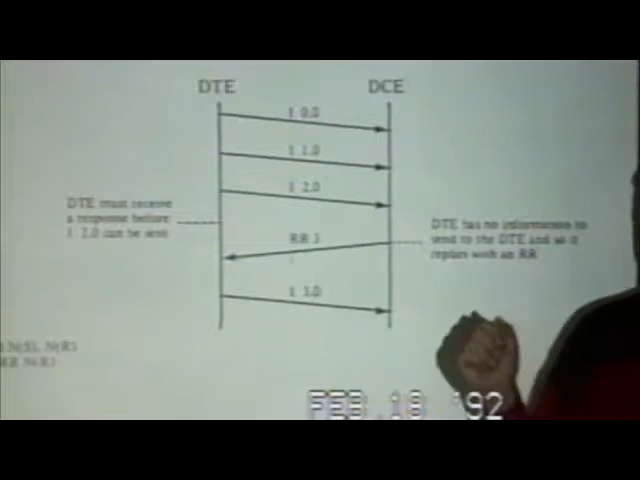 DTE
DCE
I 0.0
I 1.0
I 2.0
DTE must receive
a response before
I 2.0 can be sent
RR 3
DTE has no information to
send to the DTE and so it
replies with an RR
I 3.0
I N(S), N(R)
RR N(R)
FEB.18 '92